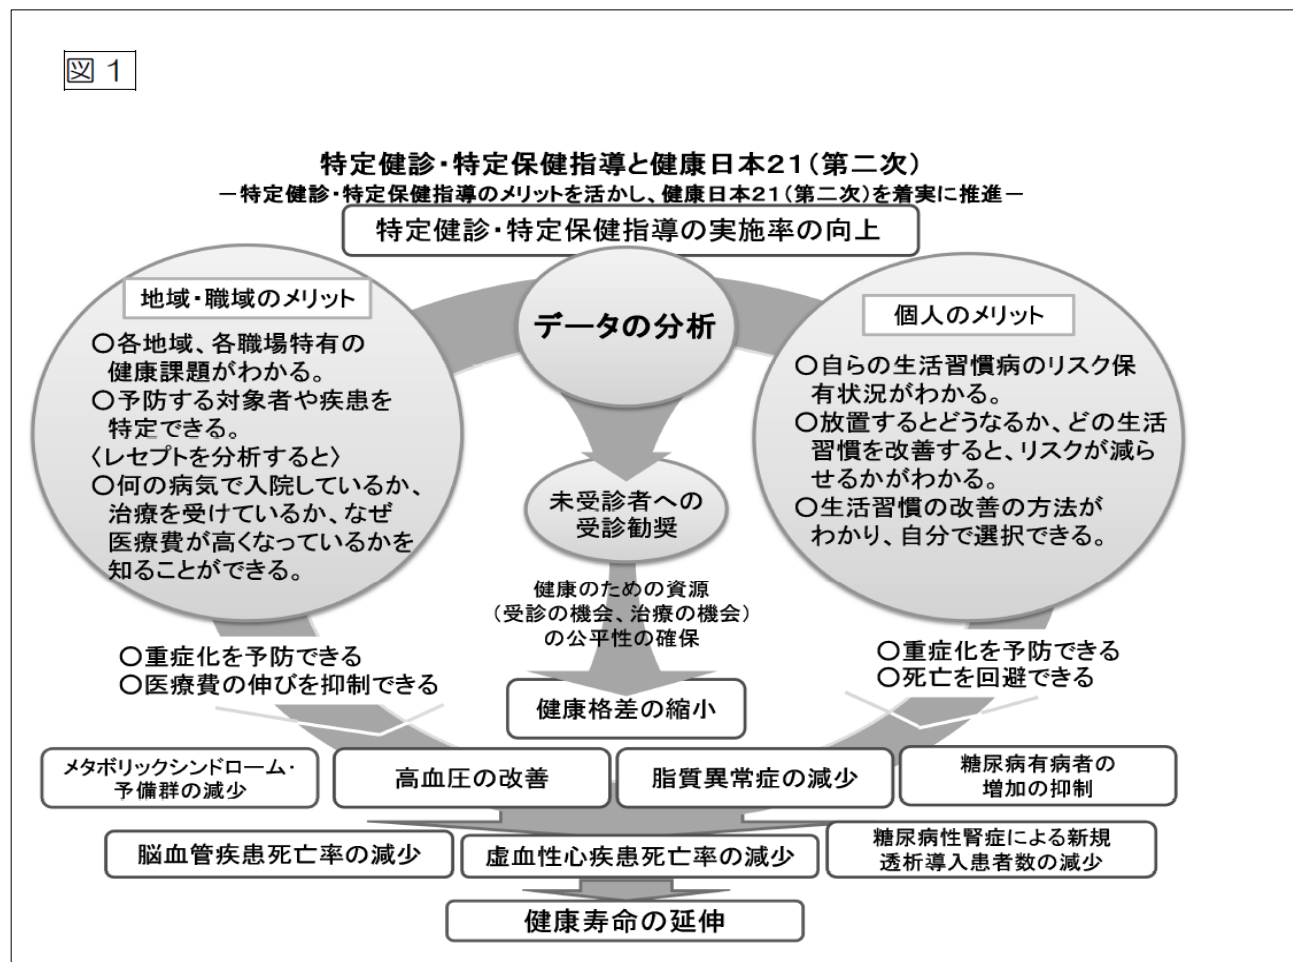 図1
特定健診・特定保健指導と健康日本21(第二次)
－特定健診・特定保健指導のメリットを活かし、健康日本21(第二次)を着実に推進－
特定健診・特定保健指導の実施率の向上
地域・職域のメリット
○各地域、各職場特有の
健康課題がわかる。
○予防する対象者や疾患を
特定できる。
〈レセプトを分析すると〉
○何の病気で入院しているか、
治療を受けているか、なぜ
医療費が高くなっているかを
知ることができる。
○重症化を予防できる
○医療費の伸びを抑制できる
データの分析
未受診者への
受診勧奨
健康のための資源
(受診の機会、治療の機会)
の公平性の確保
健康格差の縮小
個人のメリット
○自らの生活習慣病のリスク保
有状況がわかる。
○放置するとどうなるか、どの生活
習慣を改善すると、リスクが減ら
せるかがわかる。
○生活習慣の改善の方法が
わかり、自分で選択できる。
○重症化を予防できる
○死亡を回避できる
メタボリックシンドローム・
予備群の減少
高血圧の改善
脂質異常症の減少
糖尿病有病者の
増加の抑制
脳血管疾患死亡率の減少
虚血性心疾患死亡率の減少
糖尿病性腎症による新規
透析導入患者数の減少
健康寿命の延伸